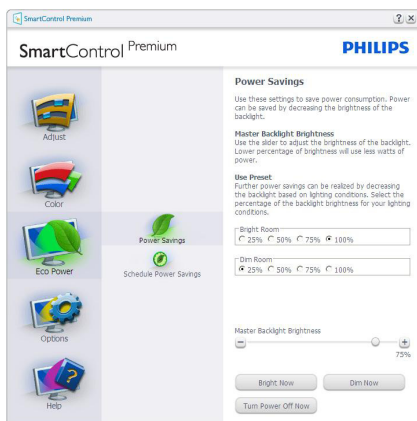 SmartControl Premium
SmartControl Premium
PHILIPS
Adjust
Color
Eco Power
Options
Help
Power Savings
Schedule Power Savings
Power Savings
Use these settings to save power consumption. Power
can be saved by decreasing the brightness of the
backlight.
Master Backlight Brightness
Use the slider to adjust the brightness of the backlight.
Lower percentage of brightness will use less watts of
power.
Use Preset
Further power savings can be realized by decreasing
the backlight based on lighting conditions. Select the
percentage of the backlight brightness for your lighting
conditions.
Bright Room
25% 50% 75% 100%
Dim Room
25% 50% 75% 100%
Master Backlight Brightness
75%
Bright Now Dim Now
Turn Power Off Now